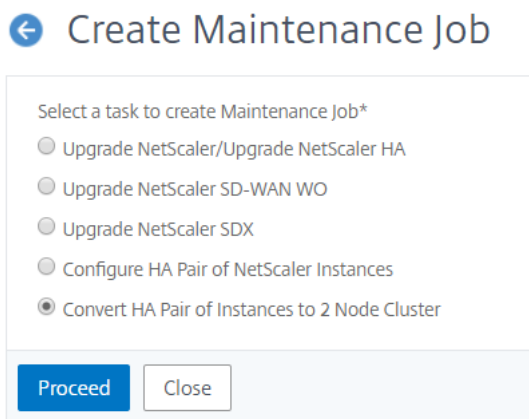 Create Maintenance Job
Select a task to create Maintenance Job*
Upgrade NetScaler/Upgrade NetScaler HA
Upgrade NetScaler SD-WAN WO
Upgrade NetScaler SDX
Configure HA Pair of NetScaler Instances
Convert HA Pair of Instances to 2 Node Cluster
Proceed Close